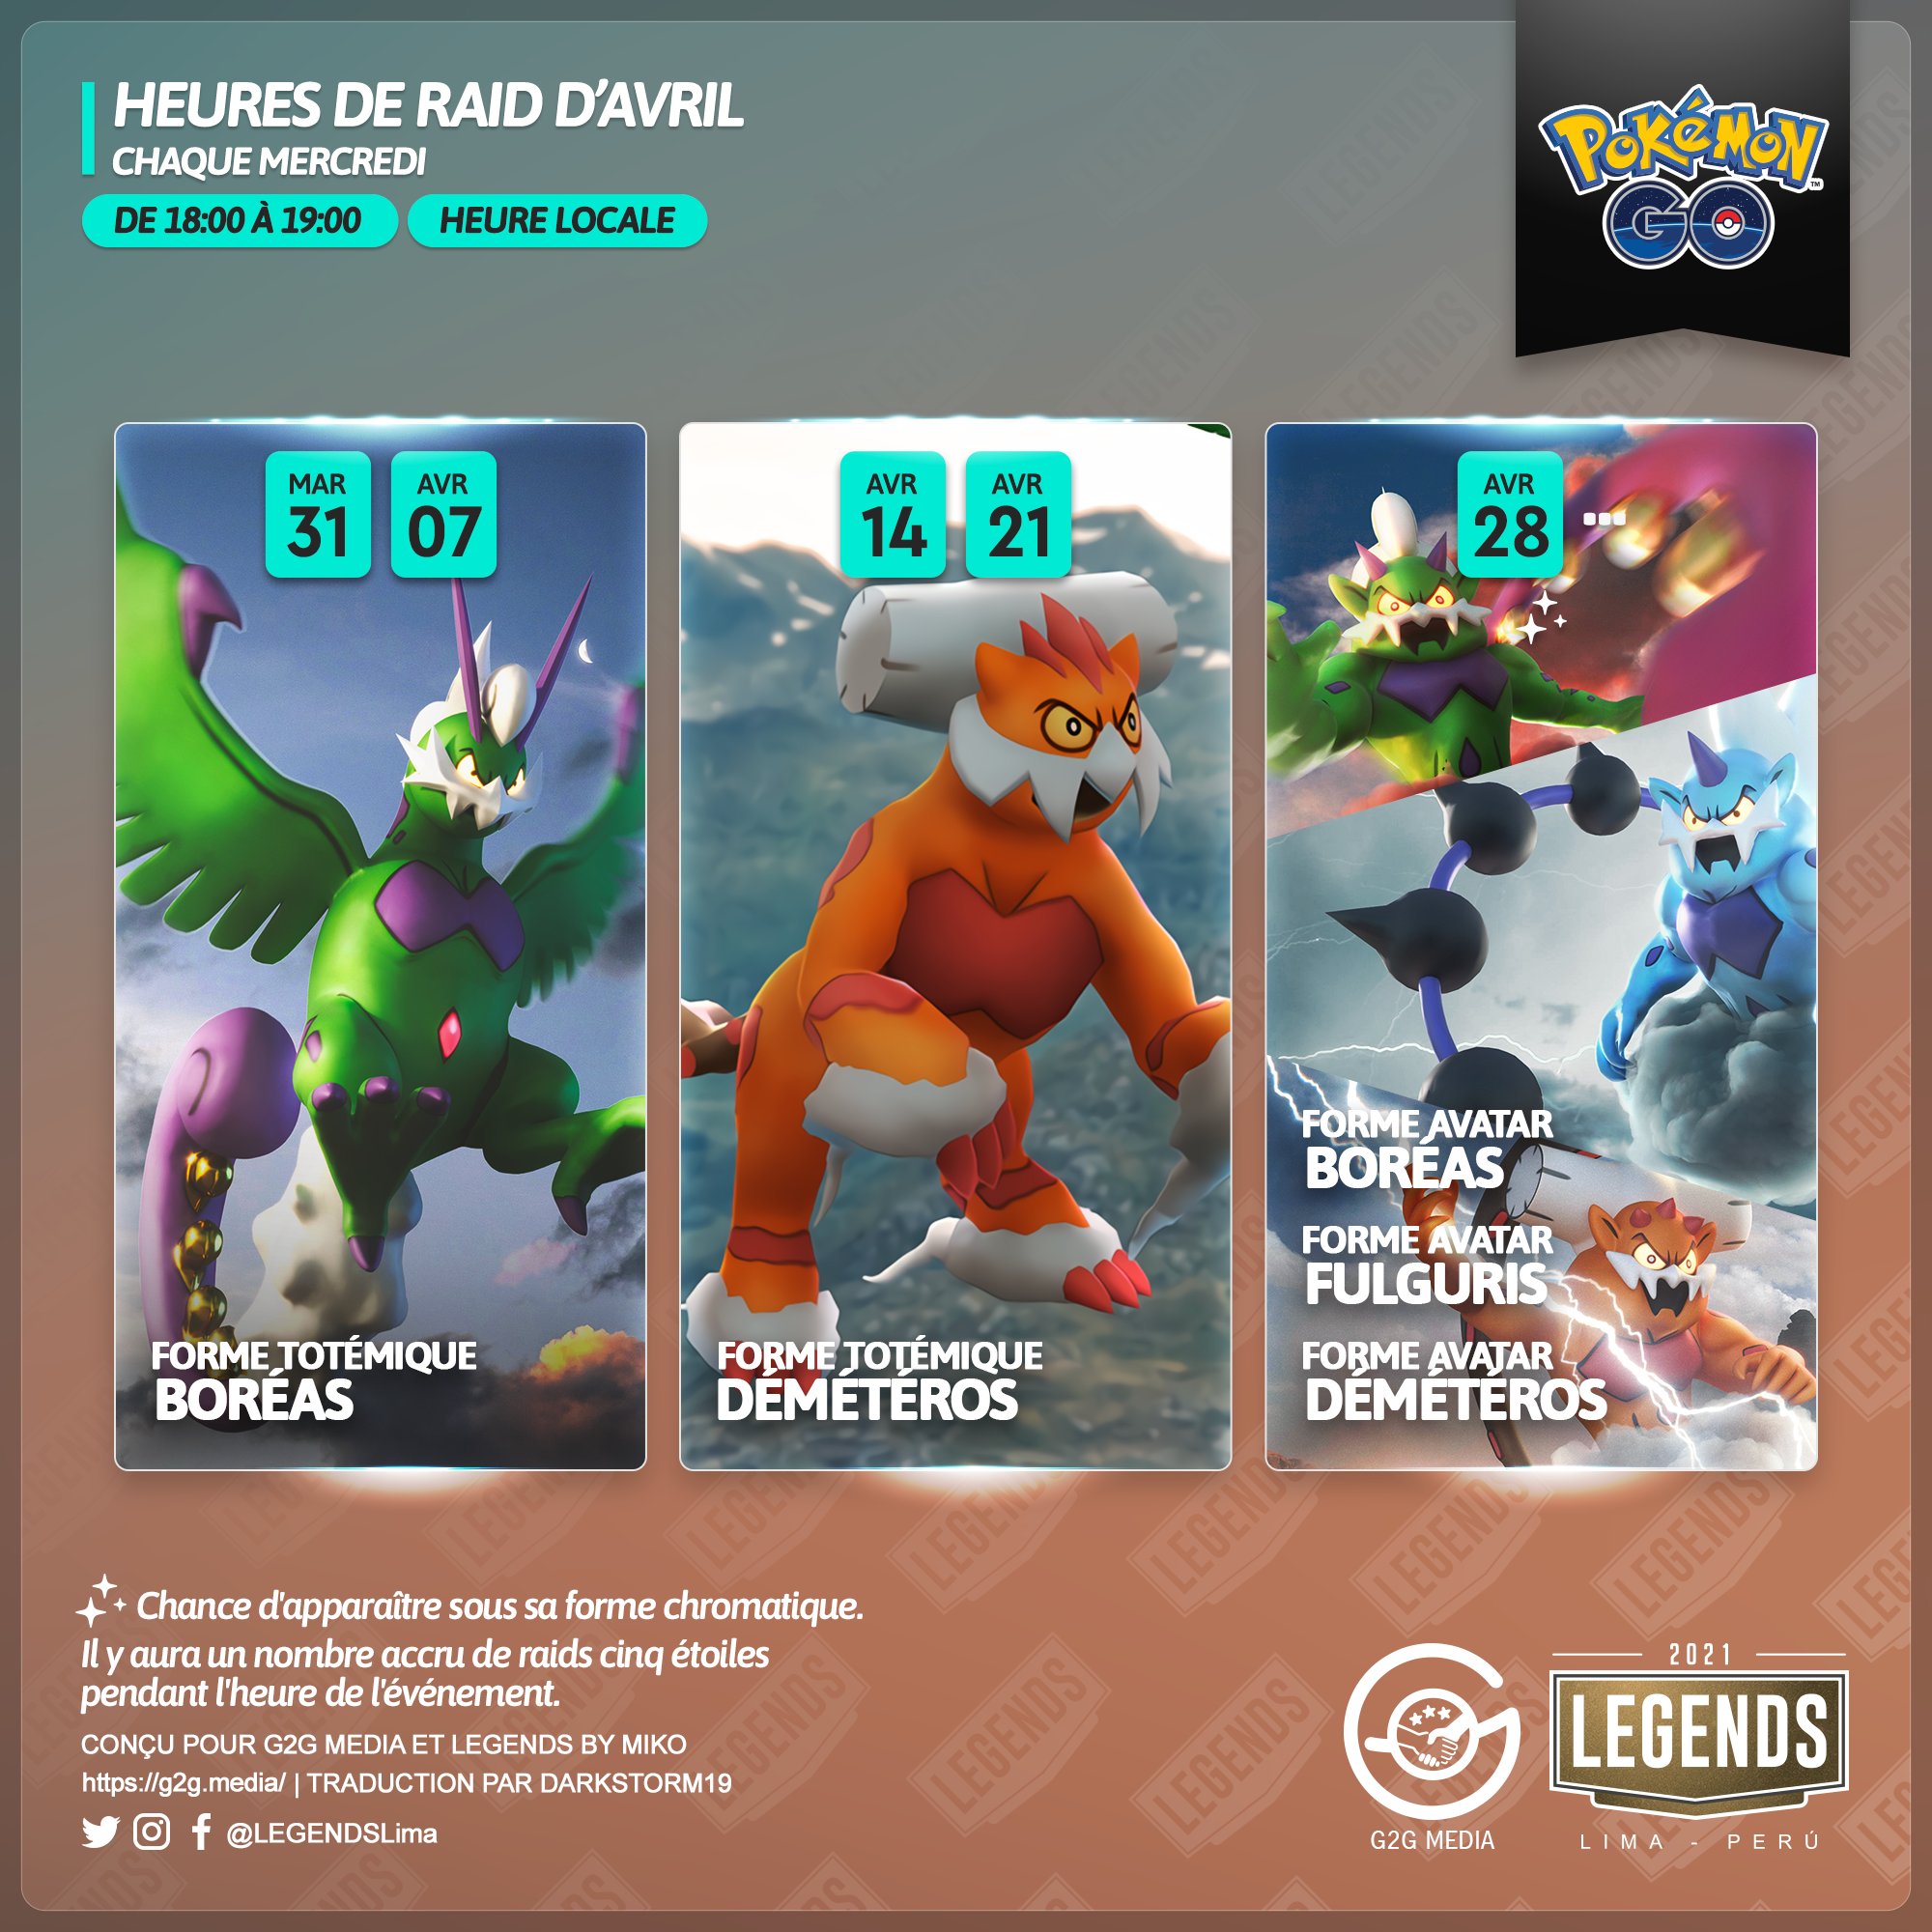 HEURES DE RAID D'AVRIL
CHAQUE MERCREDI
DE 18:00 À 19:00
HEURE LOCALE
POKéMON™
GO
MAR
31
AVR
07
FORME TOTÉMIQUE
BORÉAS
AVR
14
AVR
21
FORME TOTÉMIQUE
DÉMÉTÉROS
AVR
28
...
FORME AVATAR
BORÉAS
FORME AVATAR
FULGURIS
FORME AVATAR
DÉMÉTÉROS
Chance d'apparaître sous sa forme chromatique.
Il y aura un nombre accru de raids cinq étoiles
pendant l'heure de l'événement.
CONÇU POUR G2G MEDIA ET LEGENDS BY MIKO
https://g2g.media/ | TRADUCTION PAR DARKSTORM19
@LEGENDSLima
G2G MEDIA
2021
LEGENDS
LIMA - PERÚ